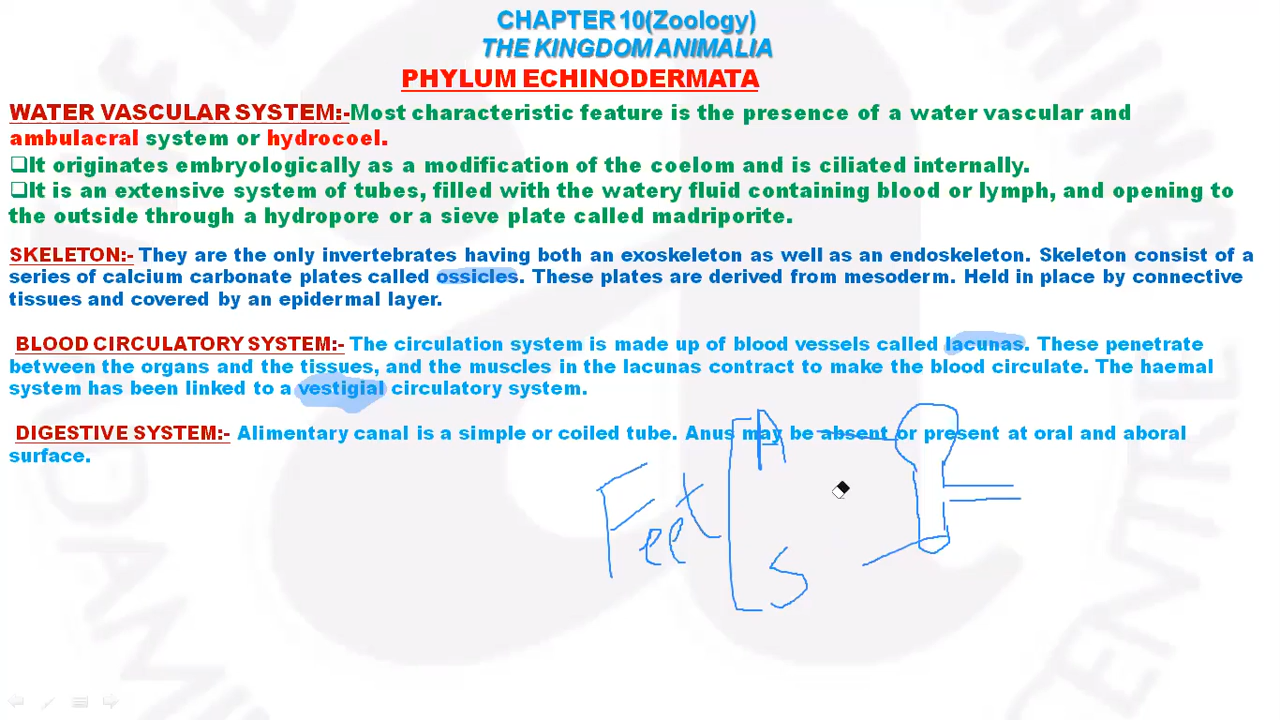 CHAPTER 10(Zoology)
THE KINGDOM ANIMALIA
PHYLUM ECHINODERMATA
WATER VASCULAR SYSTEM:-Most characteristic feature is the presence of a water vascular and
ambulacral system or hydrocoel.
❑It originates embryologically as a modification of the coelom and is ciliated internally.
❑It is an extensive system of tubes, filled with the watery fluid containing blood or lymph, and opening to
the outside through a hydropore or a sieve plate called madriporite.
SKELETON:- They are the only invertebrates having both an exoskeleton as well as an endoskeleton. Skeleton consist of a
series of calcium carbonate plates called ossicles. These plates are derived from mesoderm. Held in place by connective
tissues and covered by an epidermal layer.
BLOOD CIRCULATORY SYSTEM:- The circulation system is made up of blood vessels called lacunas. These penetrate
between the organs and the tissues, and the muscles in the lacunas contract to make the blood circulate. The haemal
system has been linked to a vestigial circulatory system.
DIGESTIVE SYSTEM:- Alimentary canal is a simple or coiled tube. Anus may be absent or present at oral and aboral
surface.
A
Feet
S